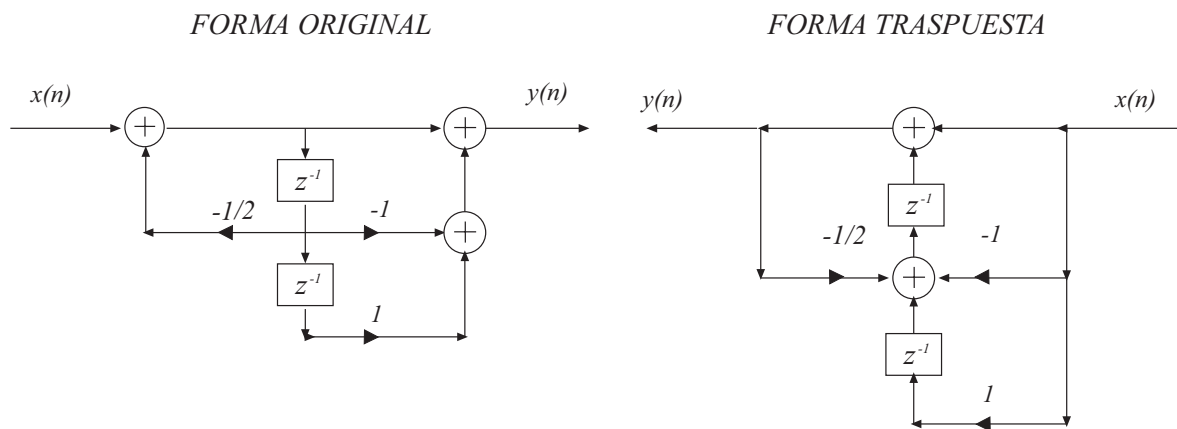 FORMA ORIGINAL
x(n)
y(n)
+
+
z⁻¹
-1/2
-1
+
z⁻¹
1
FORMA TRASPUESTA
y(n)
x(n)
+
z⁻¹
-1/2
-1
+
z⁻¹
1